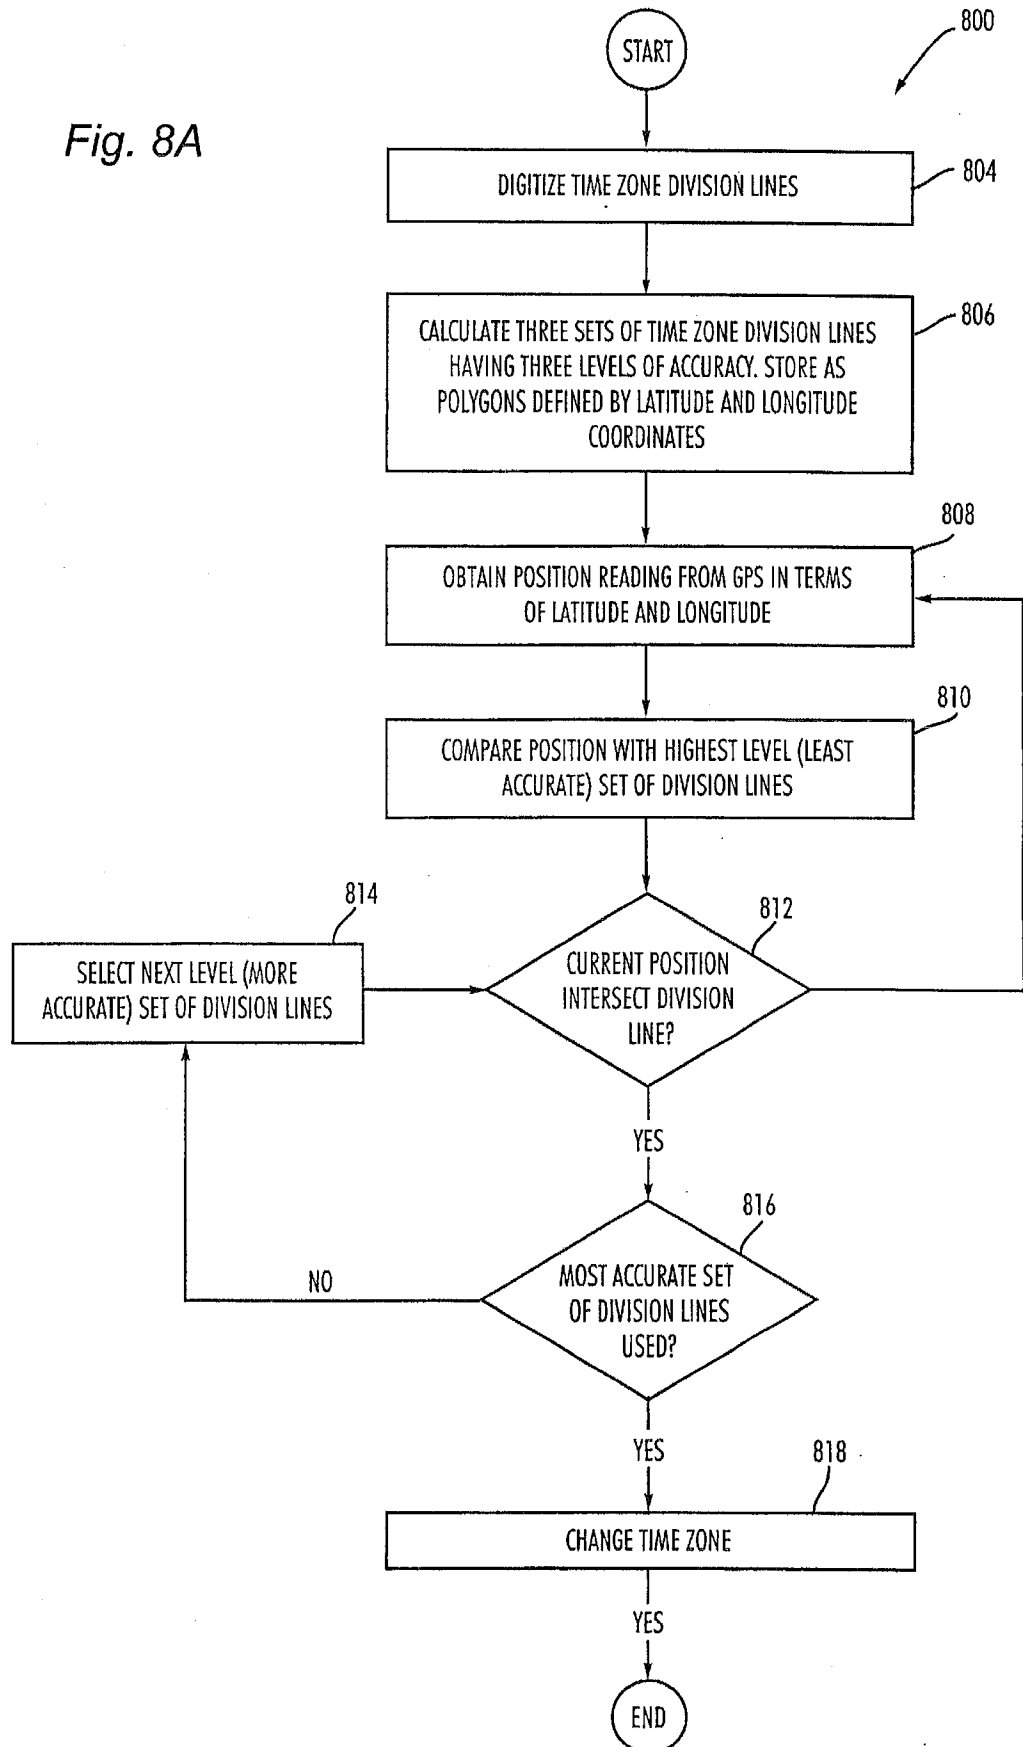 800
START
Fig. 8A
DIGITIZE TIME ZONE DIVISION LINES
804
CALCULATE THREE SETS OF TIME ZONE DIVISION LINES
HAVING THREE LEVELS OF ACCURACY. STORE AS
POLYGONS DEFINED BY LATITUDE AND LONGITUDE
COORDINATES
806
808
OBTAIN POSITION READING FROM GPS IN TERMS
OF LATITUDE AND LONGITUDE
810
COMPARE POSITION WITH HIGHEST LEVEL (LEAST
ACCURATE) SET OF DIVISION LINES
814
SELECT NEXT LEVEL (MORE
ACCURATE) SET OF DIVISION LINES
812
CURRENT POSITION
INTERSECT DIVISION
LINE?
YES
816
MOST ACCURATE SET
OF DIVISION LINES
USED?
NO
YES
818
CHANGE TIME ZONE
YES
END